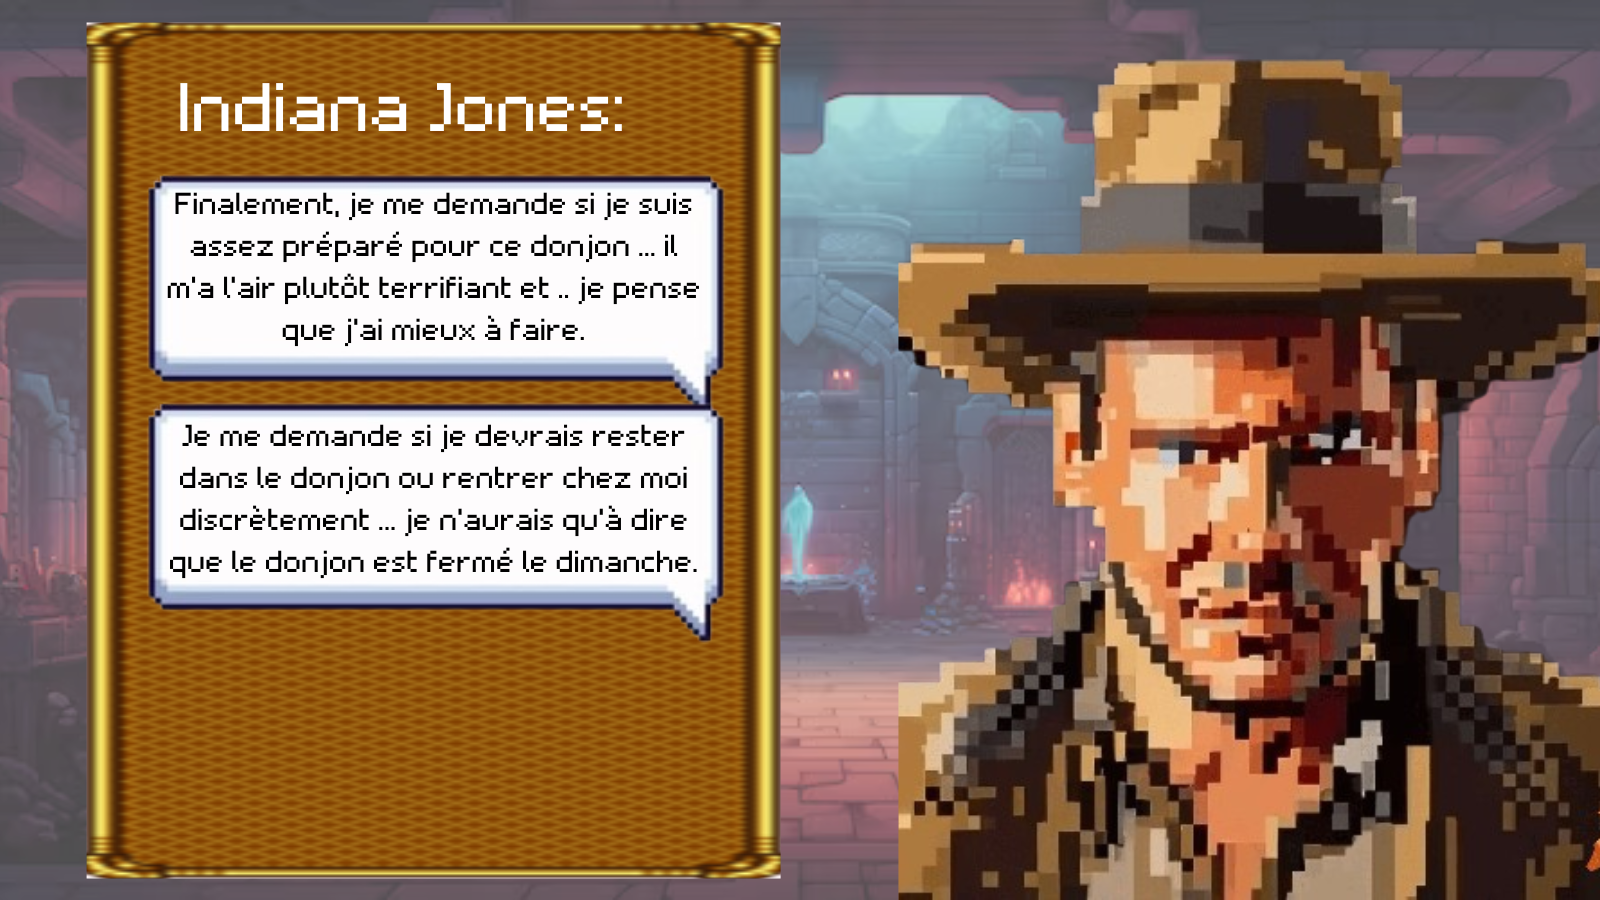 Indiana Jones:
Finalement, je me demande si je suis
assez préparé pour ce donjon ... il
m'a l'air plutôt terrifiant et .. je pense
que j'ai mieux à faire.
Je me demande si je devrais rester
dans le donjon ou rentrer chez moi
discrètement ... je n'aurais qu'à dire
que le donjon est fermé le dimanche.